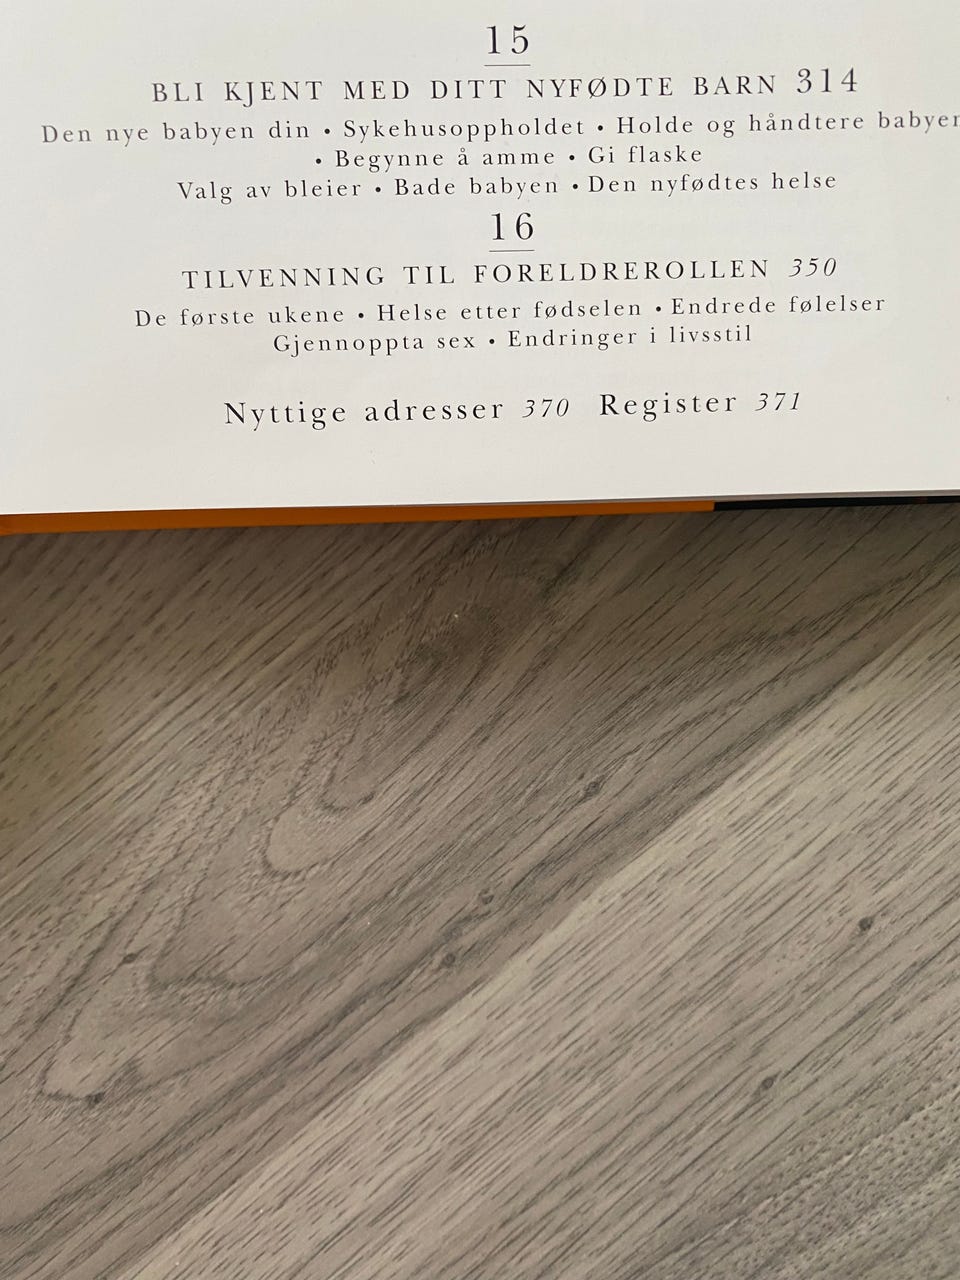 15
BLI KJENT MED DITT NYFØDTE BARN 314
Den nye babyen din • Sykehusoppholdet • Holde og håndtere babyen
• Begynne å amme • Gi flaske
Valg av bleier • Bade babyen • Den nyfødtes helse
16
TILVENNING TIL FORELDREROLLEN 350
De første ukene • Helse etter fødselen • Endrede følelser
Gjennoppta sex • Endringer i livsstil
Nyttige adresser 370 Register 371